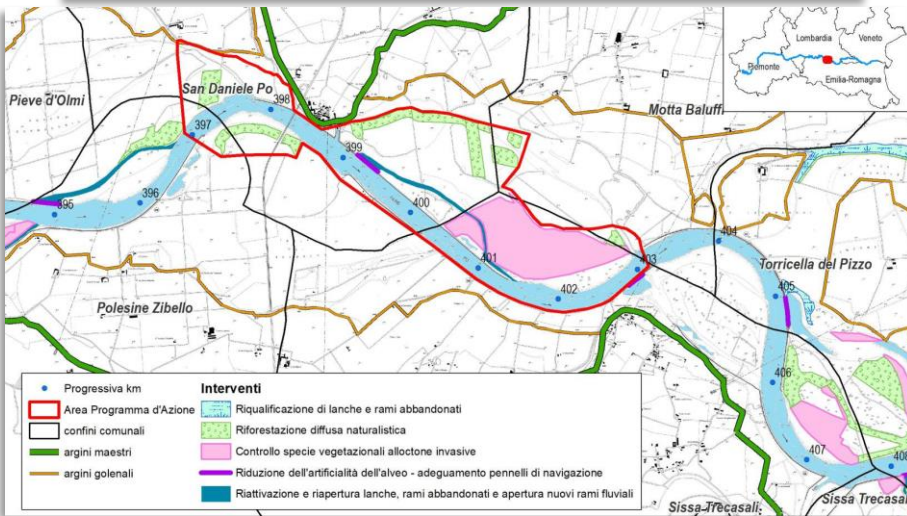 Lombardia
Veneto
Piemonte
Emilia-Romagna
Pieve d'Olmi
San Daniele Po
Motta Baluffi
398
397
399
396
395
400
401
402
403
404
405
406
407
408
Torricella del Pizzo
Polesine Zibello
Sissa Trecasali
Sissa Trecasal
Progressiva km
Area Programma d'Azione
confini comunali
argini maestri
argini golenali
Interventi
Riqualificazione di lanche e rami abbandonati
Riforestazione diffusa naturalistica
Controllo specie vegetazionali alloctone invasive
Riduzione dell'artificialità dell'alveo - adeguamento pennelli di navigazione
Riattivazione e riapertura lanche, rami abbandonati e apertura nuovi rami fluviali